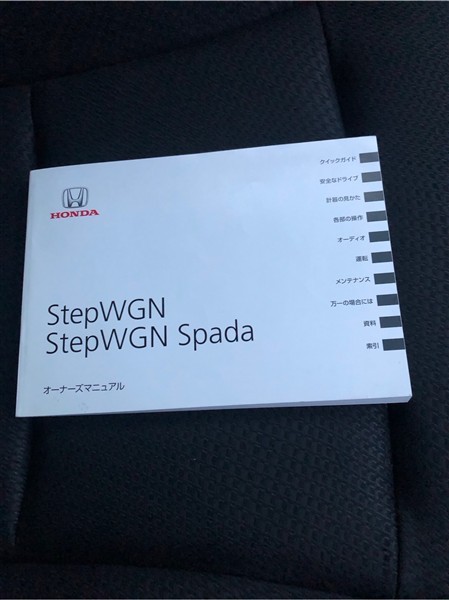 HONDA
StepWGN
StepWGN Spada
オーナーズマニュアル
クイックガイド
安全なドライブ
計器の見かた
各部の操作
オーディオ
運転
メンテナンス
万一の場合には
資料
索引